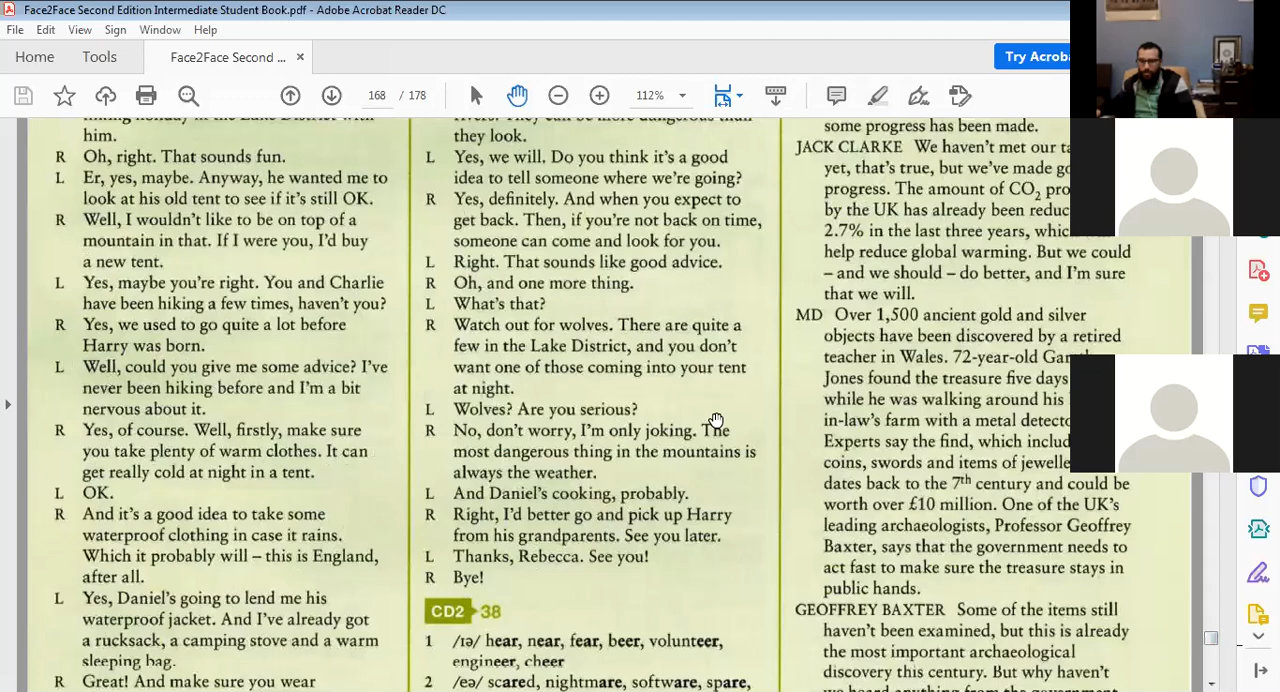 Face2Face Second Edition Intermediate Student Book.pdf - Adobe Acrobat Reader DC
File Edit View Sign Window Help
Home Tools Face2Face Second ... × Try Acroba
168 / 178 112%
him.
R Oh, right. That sounds fun.
L Er, yes, maybe. Anyway, he wanted me to
look at his old tent to see if it's still OK.
R Well, I wouldn't like to be on top of a
mountain in that. If I were you, I'd buy
a new tent.
L Yes, maybe you're right. You and Charlie
have been hiking a few times, haven't you?
R Yes, we used to go quite a lot before
Harry was born.
L Well, could you give me some advice? I've
never been hiking before and I'm a bit
nervous about it.
R Yes, of course. Well, firstly, make sure
you take plenty of warm clothes. It can
get really cold at night in a tent.
L OK.
R And it's a good idea to take some
waterproof clothing in case it rains.
Which it probably will – this is England,
after all.
L Yes, Daniel's going to lend me his
waterproof jacket. And I've already got
a rucksack, a camping stove and a warm
sleeping bag.
R Great! And make sure you wear
rivers. They can be more dangerous than
they look.
L Yes, we will. Do you think it's a good
idea to tell someone where we're going?
R Yes, definitely. And when you expect to
get back. Then, if you're not back on time,
someone can come and look for you.
L Right. That sounds like good advice.
R Oh, and one more thing.
L What's that?
R Watch out for wolves. There are quite a
few in the Lake District, and you don't
want one of those coming into your tent
at night.
L Wolves? Are you serious?
R No, don't worry, I'm only joking. The
most dangerous thing in the mountains is
always the weather.
L And Daniel's cooking, probably.
R Right, I'd better go and pick up Harry
from his grandparents. See you later.
L Thanks, Rebecca. See you!
R Bye!
CD2 38
1 /ɪə/ hear, near, fear, beer, volunteer,
engineer, cheer
2 /eə/ scared, nightmare, software, spare,
some progress has been made.
JACK CLARKE We haven't met our ta
yet, that's true, but we've made go
progress. The amount of CO₂ pro
by the UK has already been reduc
2.7% in the last three years, whic
help reduce global warming. But we could
– and we should – do better, and I'm sure
that we will.
MD Over 1,500 ancient gold and silver
objects have been discovered by a retired
teacher in Wales. 72-year-old Gar
Jones found the treasure five days
while he was walking around his
in-law's farm with a metal detecto
Experts say the find, which includ
coins, swords and items of jewelle
dates back to the 7th century and could be
worth over £10 million. One of the UK's
leading archaeologists, Professor Geoffrey
Baxter, says that the government needs to
act fast to make sure the treasure stays in
public hands.
GEOFFREY BAXTER Some of the items still
haven't been examined, but this is already
the most important archaeological
discovery this century. But why haven't